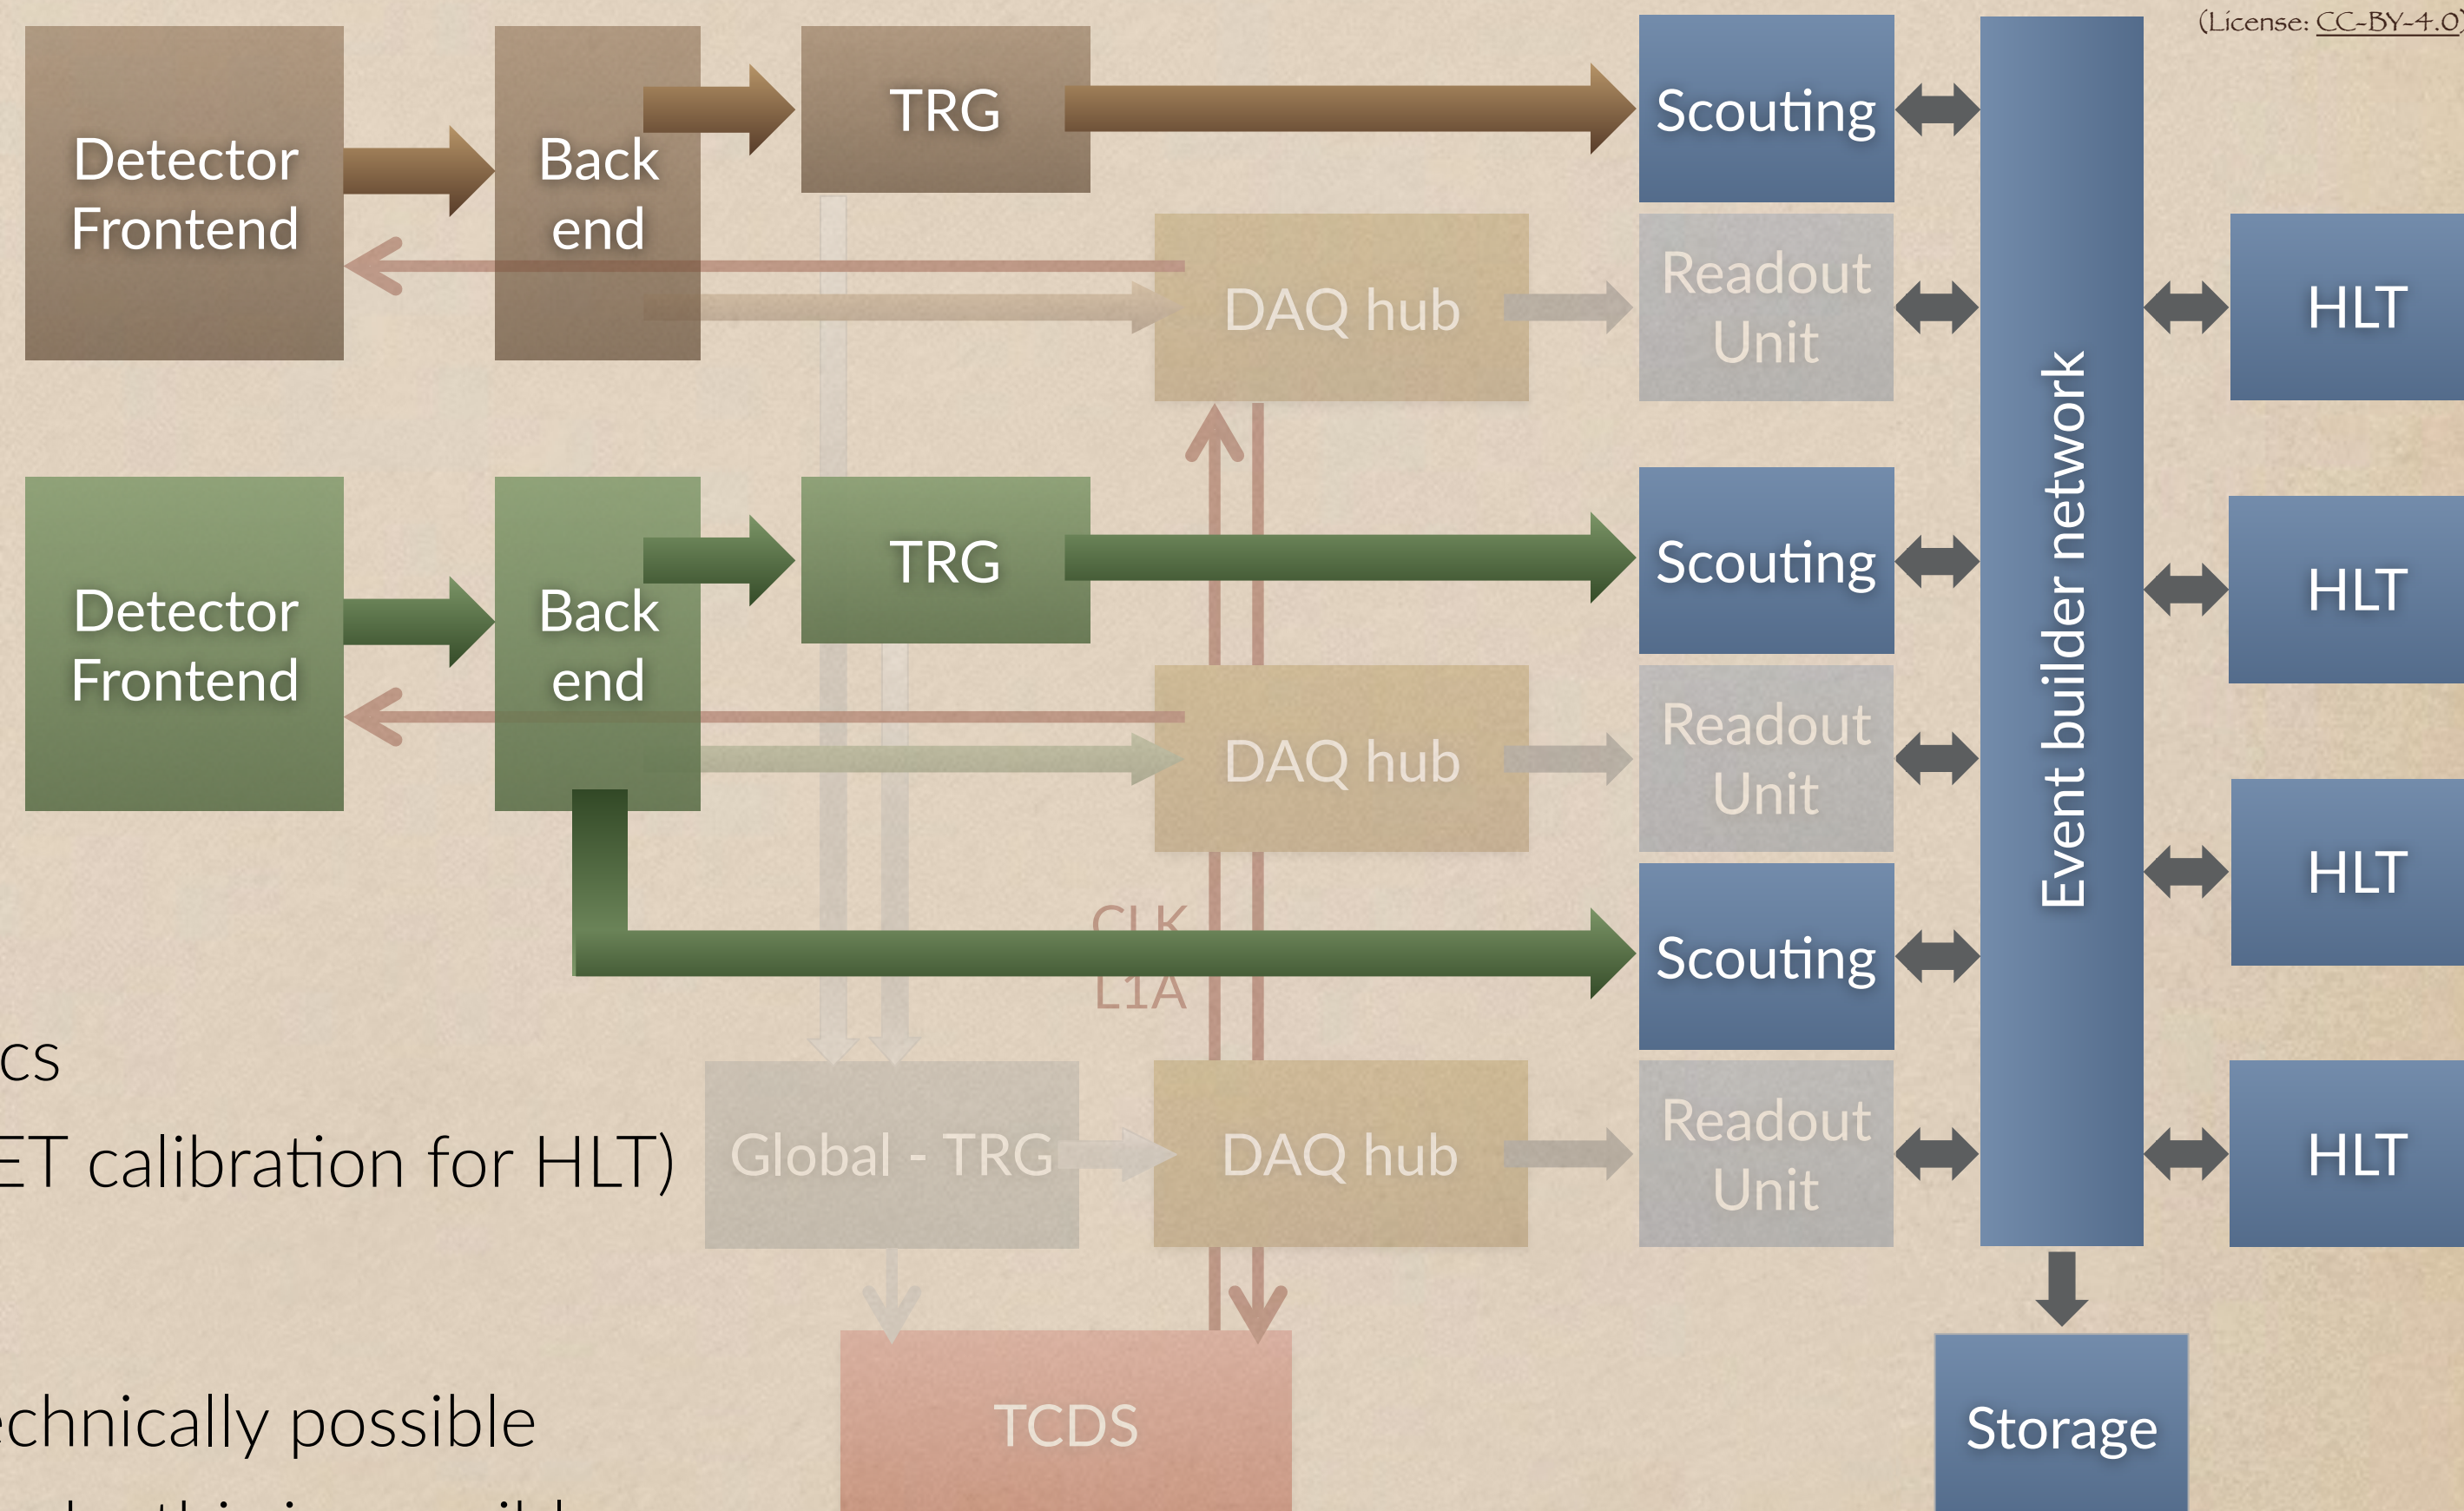 (License: CC-BY-4.0)
Detector
Frontend
Back
end
TRG
Scouting
DAQ hub
Readout
Unit
HLT
Event builder network
Detector
Frontend
Back
end
TRG
Scouting
HLT
DAQ hub
Readout
Unit
HLT
CLK
L1A
Scouting
cs
ET calibration for HLT)
Global - TRG
DAQ hub
Readout
Unit
HLT
TCDS
Storage
echnically possible